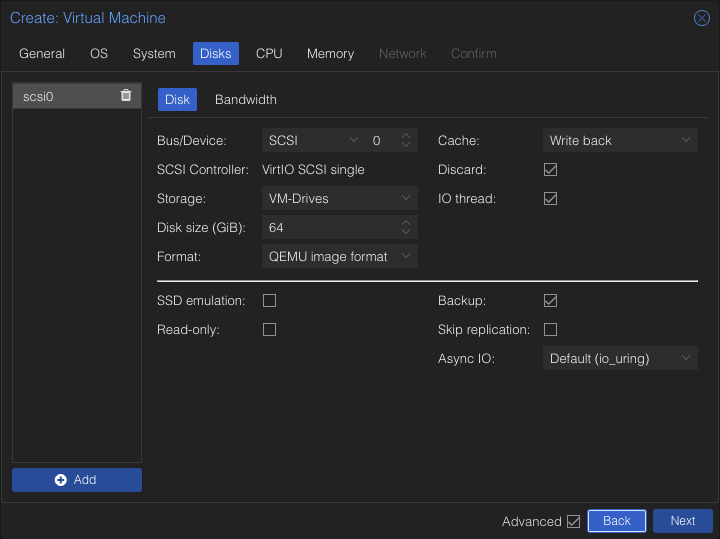 Create: Virtual Machine
General OS System Disks CPU Memory Network Confirm
scsi0
Disk Bandwidth
Bus/Device: SCSI 0 Cache: Write back
SCSI Controller: VirtIO SCSI single Discard:
Storage: VM-Drives IO thread:
Disk size (GiB): 64
Format: QEMU image format
SSD emulation: Backup:
Read-only: Skip replication:
Async IO: Default (io_uring)
Add
Advanced Back Next